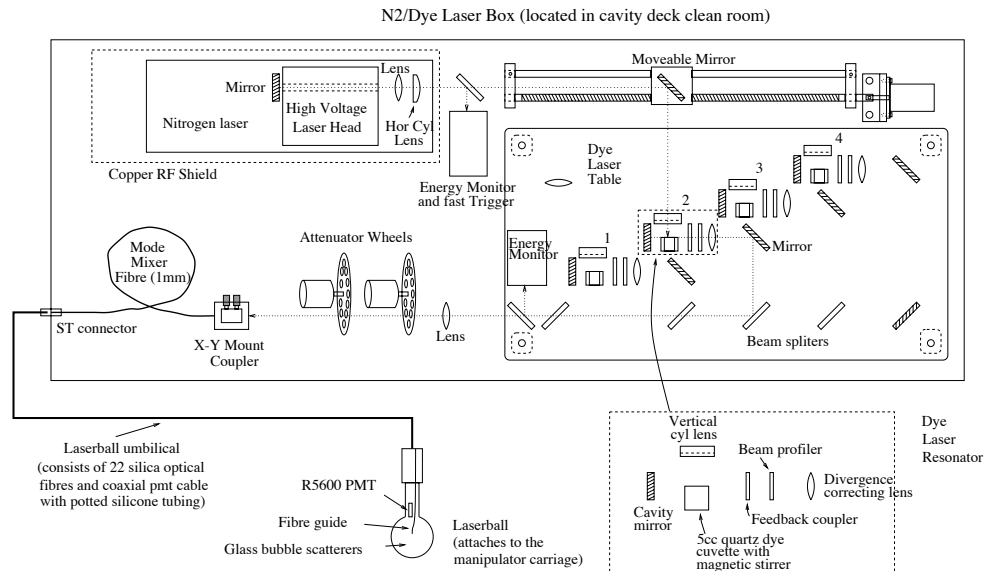 N2/Dye Laser Box (located in cavity deck clean room)
Moveable Mirror
Lens
Mirror
High Voltage
Laser Head
Nitrogen laser
Hor Cyl
Lens
Copper RF Shield
Energy Monitor
and fast Trigger
Dye
Laser
Table
4
3
2
1
Energy
Monitor
Mirror
Mode
Mixer
Fibre (1mm)
Attenuator Wheels
ST connector
X-Y Mount
Coupler
Lens
Beam spliters
Laserball umbilical
(consists of 22 silica optical
fibres and coaxial pmt cable
with potted silicone tubing)
R5600 PMT
Fibre guide
Glass bubble scatterers
Laserball
(attaches to the
manipulator carriage)
Vertical
cyl lens
Beam profiler
Dye
Laser
Resonator
Cavity
mirror
Divergence
correcting lens
Feedback coupler
5cc quartz dye
cuvette with
magnetic stirrer